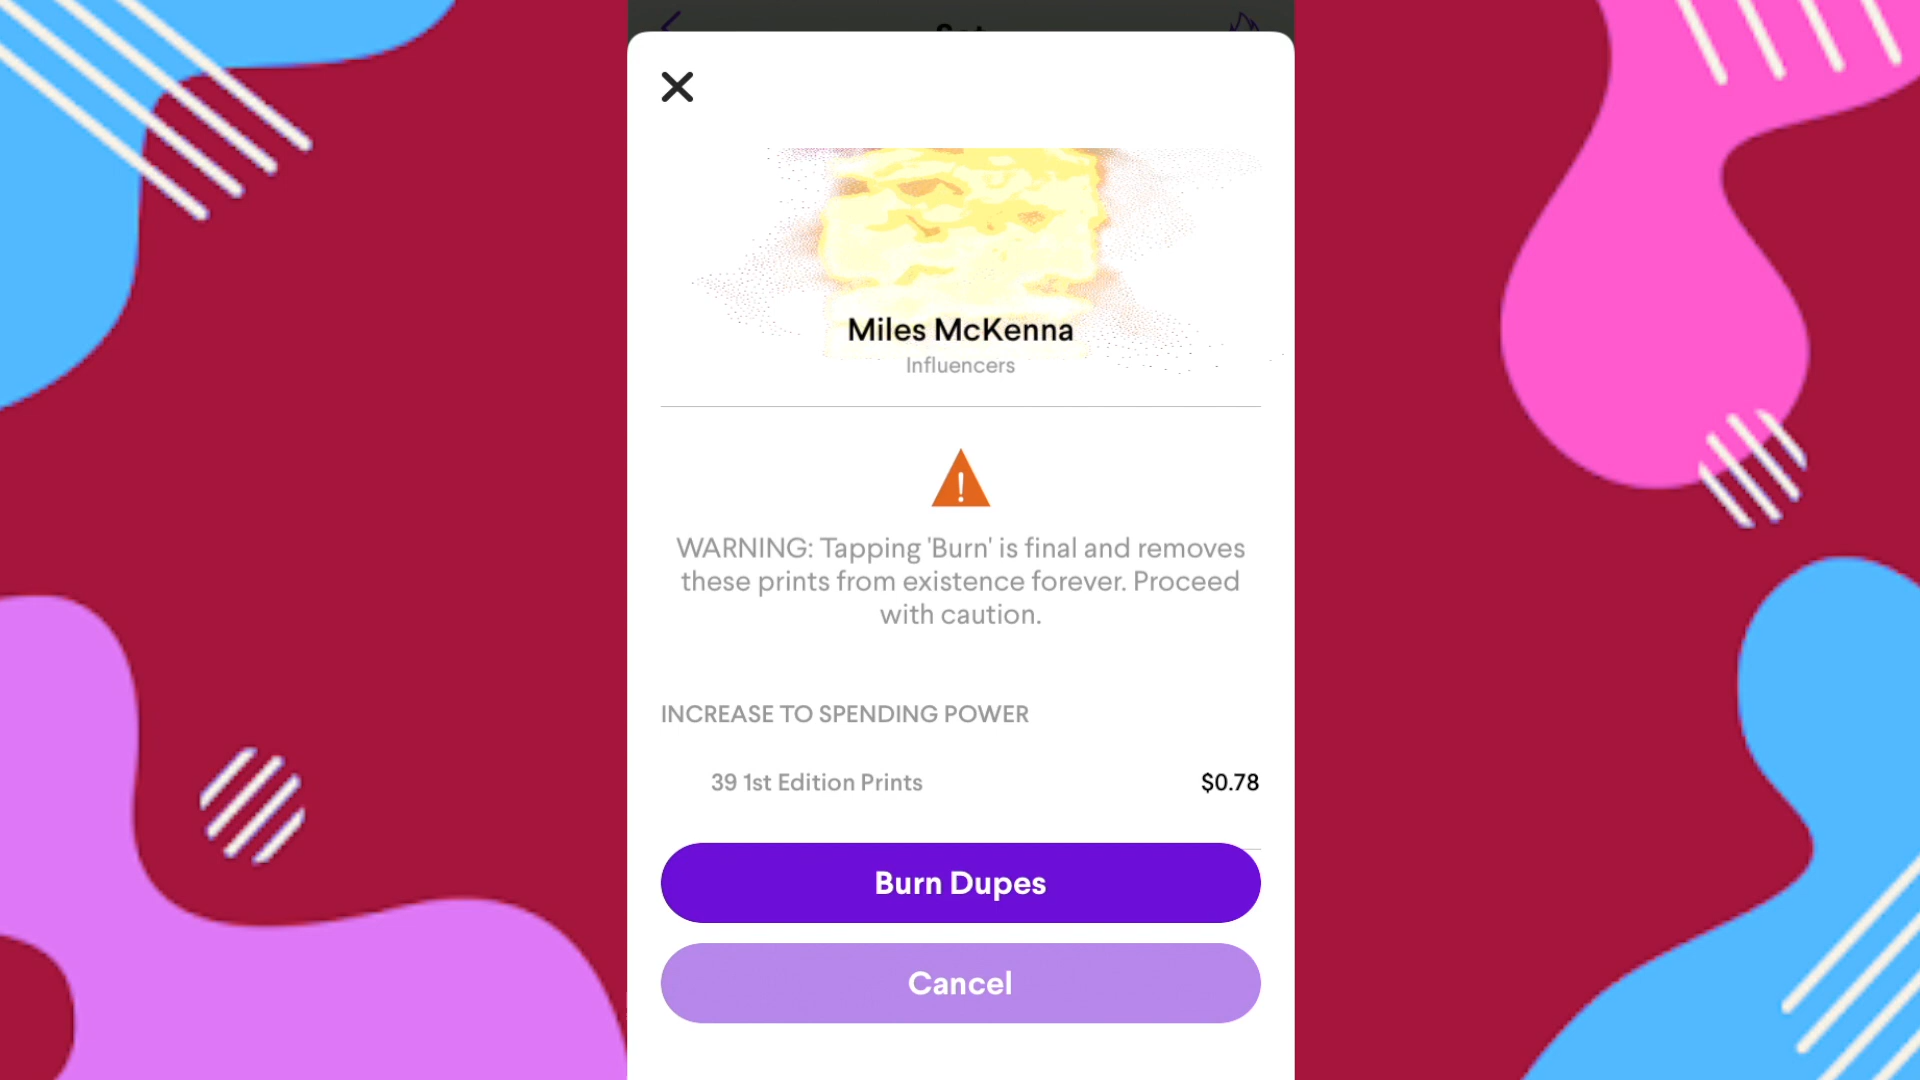 Miles McKenna
Influencers
WARNING: Tapping 'Burn' is final and removes
these prints from existence forever. Proceed
with caution.
INCREASE TO SPENDING POWER
39 1st Edition Prints $0.78
Burn Dupes
Cancel